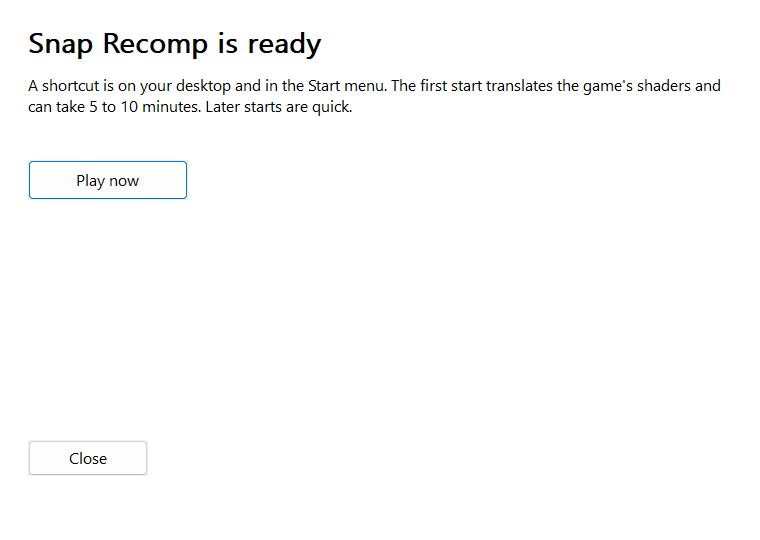 Snap Recomp is ready
A shortcut is on your desktop and in the Start menu. The first start translates the game's shaders and
can take 5 to 10 minutes. Later starts are quick.
Play now
Close